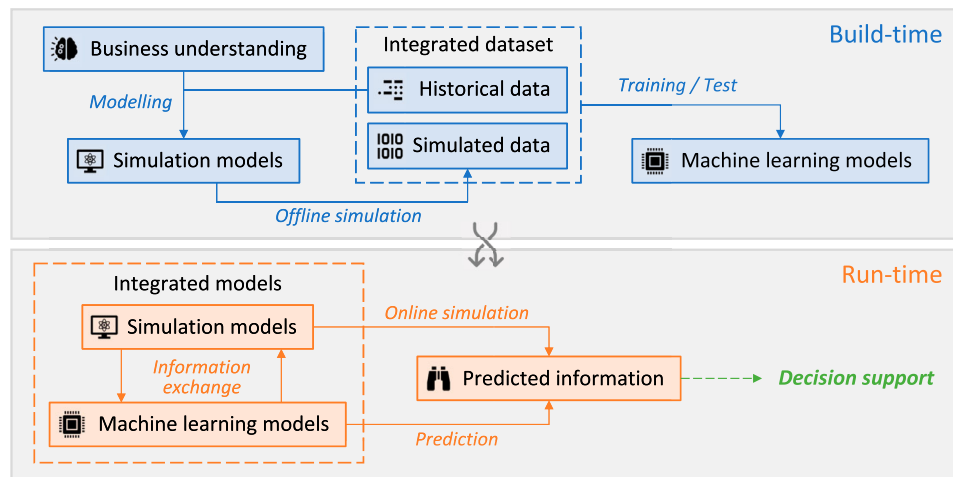 Build-time
Business understanding
Integrated dataset
Historical data
Training / Test
Modelling
Simulation models
1010
1010
Simulated data
Machine learning models
Offline simulation
Run-time
Integrated models
Simulation models
Online simulation
Information
exchange
Predicted information
Decision support
Machine learning models
Prediction